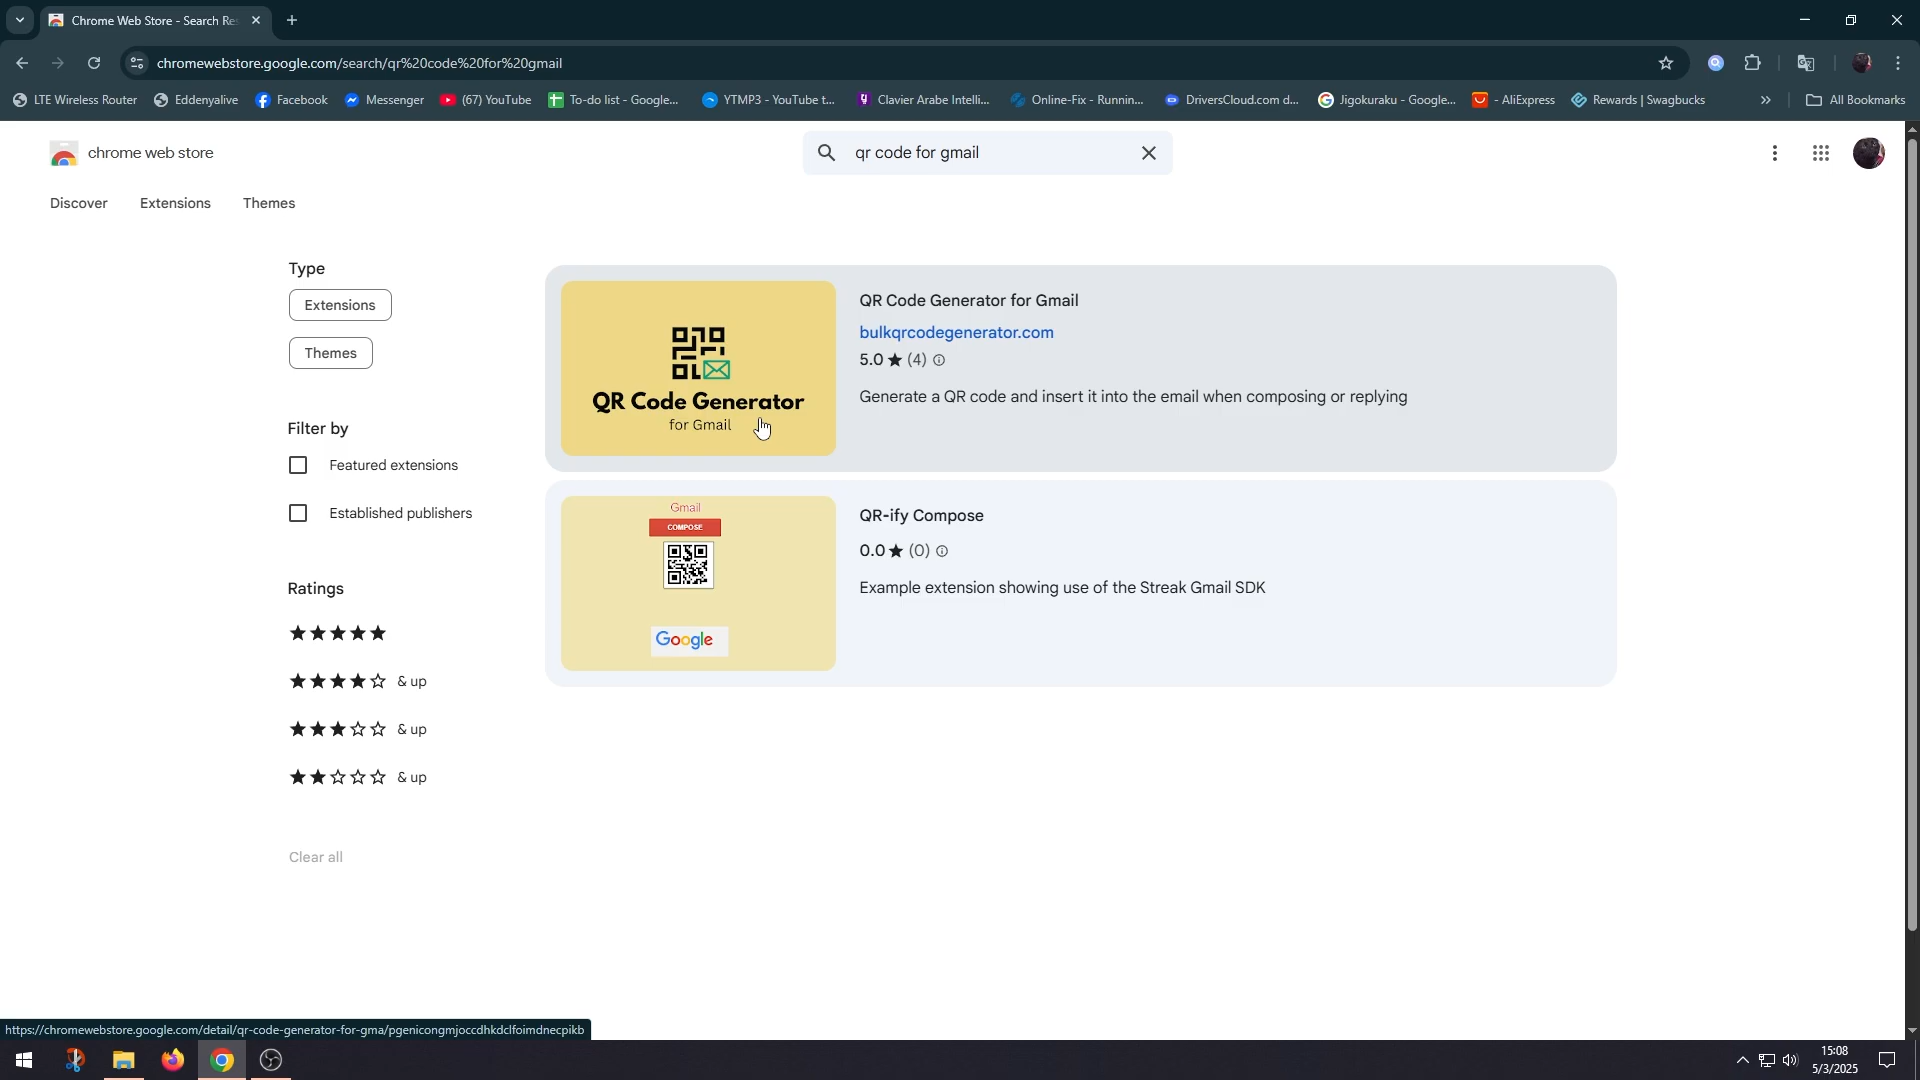 Chrome Web Store - Search Re
chromewebstore.google.com/search/qr%20code%20for%20gmail
LTE Wireless Router
Eddenyalive
Facebook
Messenger
(67) YouTube
To-do list - Google...
YTMP3 - YouTube t...
Clavier Arabe Intelli...
Online-Fix - Runnin...
DriversCloud.com d...
Jigokuraku - Google...
- AliExpress
Rewards | Swagbucks
All Bookmarks
chrome web store
qr code for gmail
Discover
Extensions
Themes
Type
Extensions
Themes
Filter by
Featured extensions
Established publishers
Ratings
& up
& up
& up
Clear all
QR Code Generator
for Gmail
QR Code Generator for Gmail
bulkqrcodegenerator.com
5.0 ★ (4)
Generate a QR code and insert it into the email when composing or replying
Gmail
COMPOSE
Google
QR-ify Compose
0.0 ★ (0)
Example extension showing use of the Streak Gmail SDK
https://chromewebstore.google.com/detail/qr-code-generator-for-gma/pgenicongmjoccdhkdclfoimdnecpikb
15:08
5/3/2025